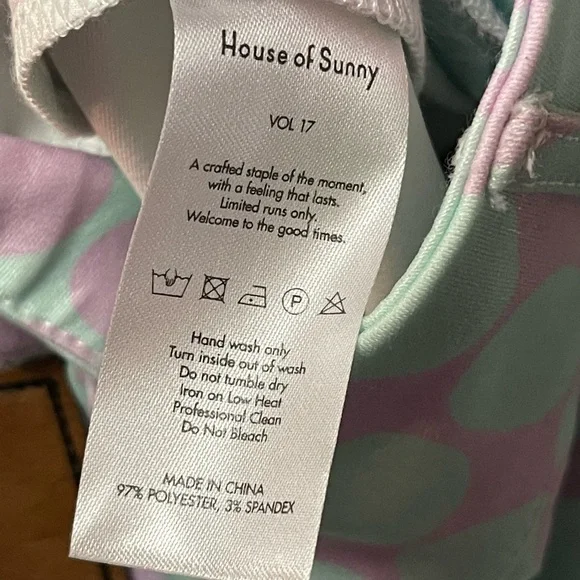 House of Sunny
VOL 17
A crafted staple of the moment,
with a feeling that lasts.
Limited runs only.
Welcome to the good times.
P
Hand wash only
Turn inside out of wash
Do not tumble dry
Iron on Low Heat
Professional Clean
Do Not Bleach
MADE IN CHINA
97% POLYESTER, 3% SPANDEX